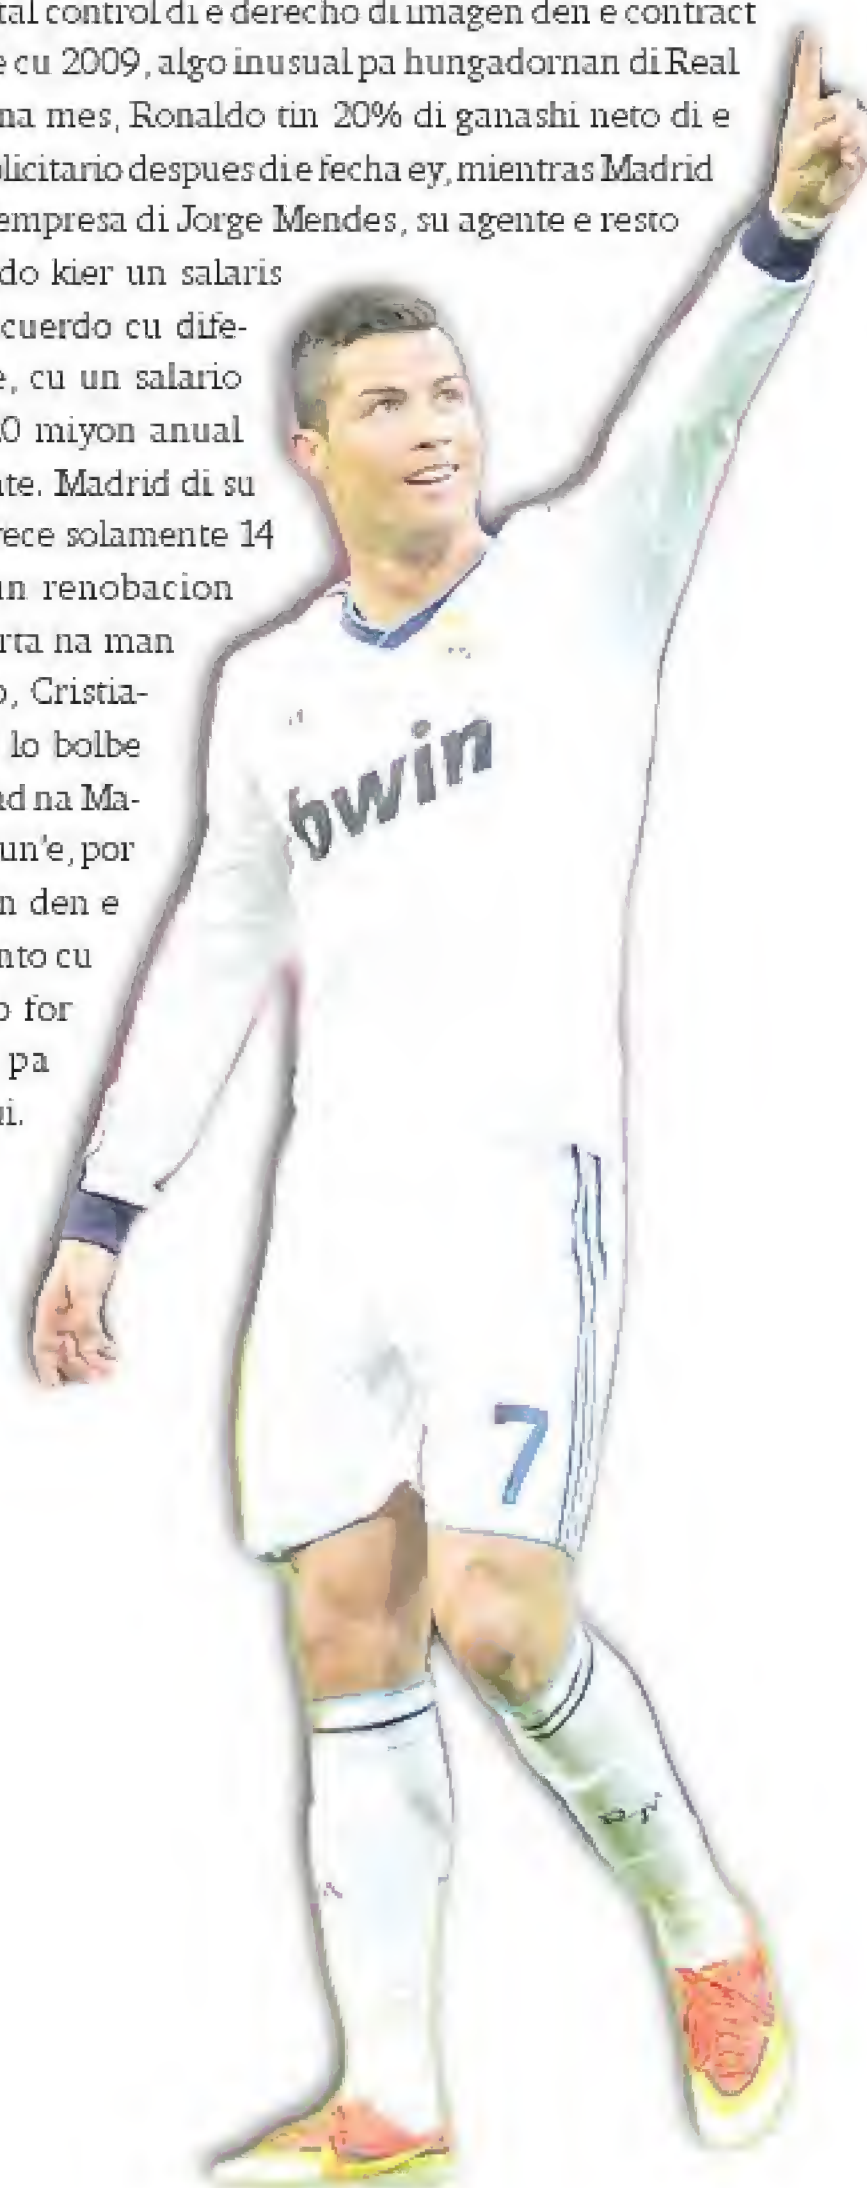 tal control di e derecho di imagen den e contract
e cu 2009, algo inusual pa hungadornan di Real
na mes, Ronaldo tin 20% di ganashi neto di e
licitario despues di e fecha ey, mientras Madrid
empresa di Jorge Mendes, su agente e resto
do kier un salaris
cuerdo cu dife-
e, cu un salario
0 miyon anual
te. Madrid di su
ece solamente 14
un renobacion
rta na man
o, Cristia-
lo bolbe
ad na Ma-
un'e, por
n den e
nto cu
o for
pa
i.
bwin
7